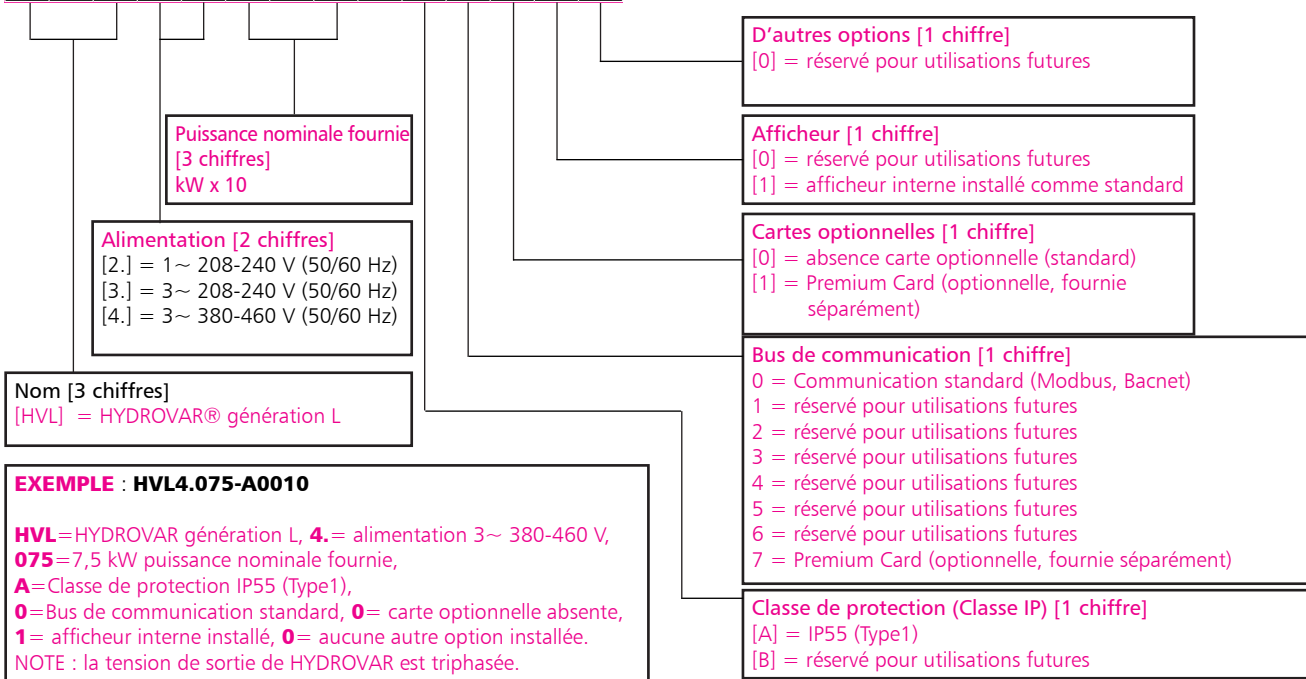 D'autres options [1 chiffre]
[0] = réservé pour utilisations futures
Puissance nominale fournie
[3 chiffres]
kW x 10
Afficheur [1 chiffre]
[0] = réservé pour utilisations futures
[1] = afficheur interne installé comme standard
Alimentation [2 chiffres]
[2.] = 1~ 208-240 V (50/60 Hz)
[3.] = 3~ 208-240 V (50/60 Hz)
[4.] = 3~ 380-460 V (50/60 Hz)
Cartes optionnelles [1 chiffre]
[0] = absence carte optionnelle (standard)
[1] = Premium Card (optionnelle, fournie
séparément)
Nom [3 chiffres]
[HVL] = HYDROVAR® génération L
Bus de communication [1 chiffre]
0 = Communication standard (Modbus, Bacnet)
1 = réservé pour utilisations futures
2 = réservé pour utilisations futures
3 = réservé pour utilisations futures
4 = réservé pour utilisations futures
5 = réservé pour utilisations futures
6 = réservé pour utilisations futures
7 = Premium Card (optionnelle, fournie séparément)
EXEMPLE : HVL4.075-A0010
HVL=HYDROVAR génération L, 4.= alimentation 3~ 380-460 V,
075=7,5 kW puissance nominale fournie,
A=Classe de protection IP55 (Type1),
0=Bus de communication standard, 0= carte optionnelle absente,
1= afficheur interne installé, 0= aucune autre option installée.
NOTE : la tension de sortie de HYDROVAR est triphasée.
Classe de protection (Classe IP) [1 chiffre]
[A] = IP55 (Type1)
[B] = réservé pour utilisations futures